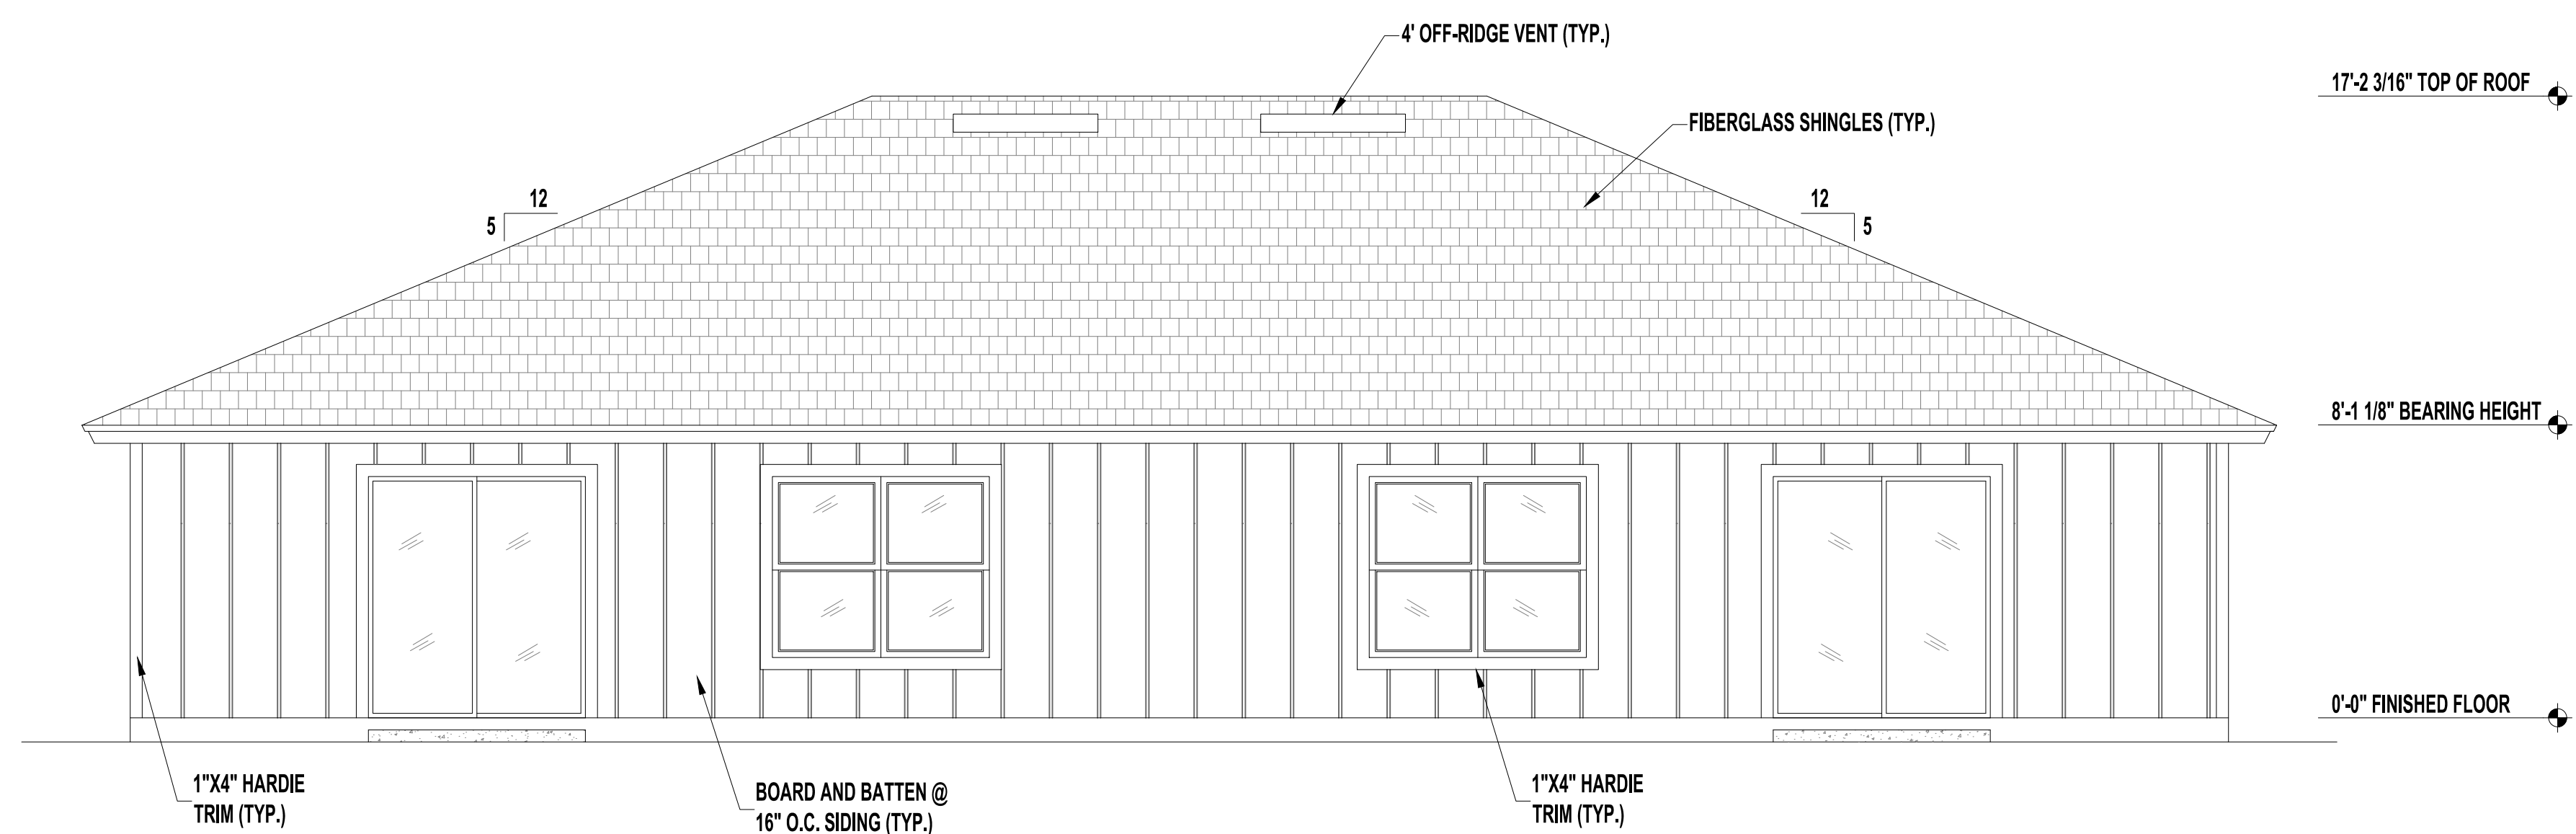 4' OFF-RIDGE VENT (TYP.)
17'-2 3/16" TOP OF ROOF
FIBERGLASS SHINGLES (TYP.)
12
5
12
5
8'-1 1/8" BEARING HEIGHT
0'-0" FINISHED FLOOR
1"X4" HARDIE
TRIM (TYP.)
BOARD AND BATTEN @
16" O.C. SIDING (TYP.)
1"X4" HARDIE
TRIM (TYP.)